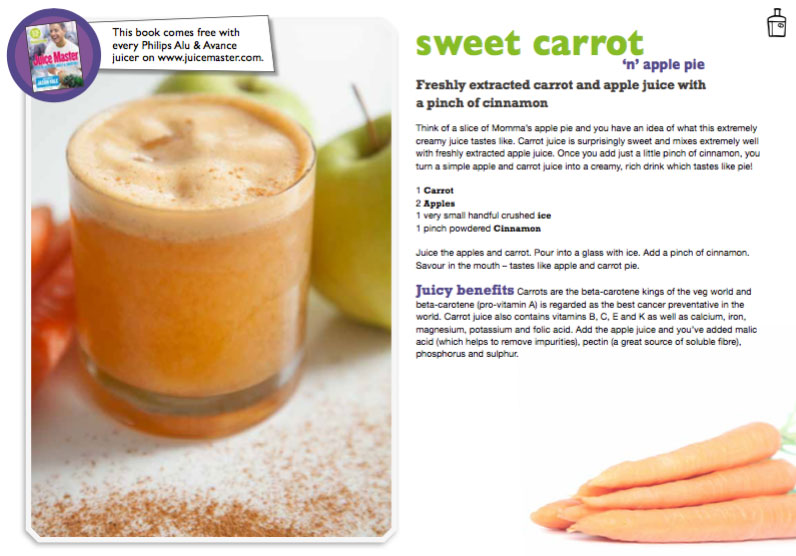 This book comes free with
every Philips Alu & Avance
juicer on www.juicemaster.com.
Juice Master
sweet carrot
‘n’ apple pie
Freshly extracted carrot and apple juice with
a pinch of cinnamon
Think of a slice of Momma’s apple pie and you have an idea of what this extremely
creamy juice tastes like. Carrot juice is surprisingly sweet and mixes extremely well
with freshly extracted apple juice. Once you add just a little pinch of cinnamon, you
turn a simple apple and carrot juice into a creamy, rich drink which tastes like pie!
1 Carrot
2 Apples
1 very small handful crushed ice
1 pinch powdered Cinnamon
Juice the apples and carrot. Pour into a glass with ice. Add a pinch of cinnamon.
Savour in the mouth – tastes like apple and carrot pie.
Juicy benefits Carrots are the beta-carotene kings of the veg world and
beta-carotene (pro-vitamin A) is regarded as the best cancer preventative in the
world. Carrot juice also contains vitamins B, C, E and K as well as calcium, iron,
magnesium, potassium and folic acid. Add the apple juice and you’ve added malic
acid (which helps to remove impurities), pectin (a great source of soluble fibre),
phosphorus and sulphur.